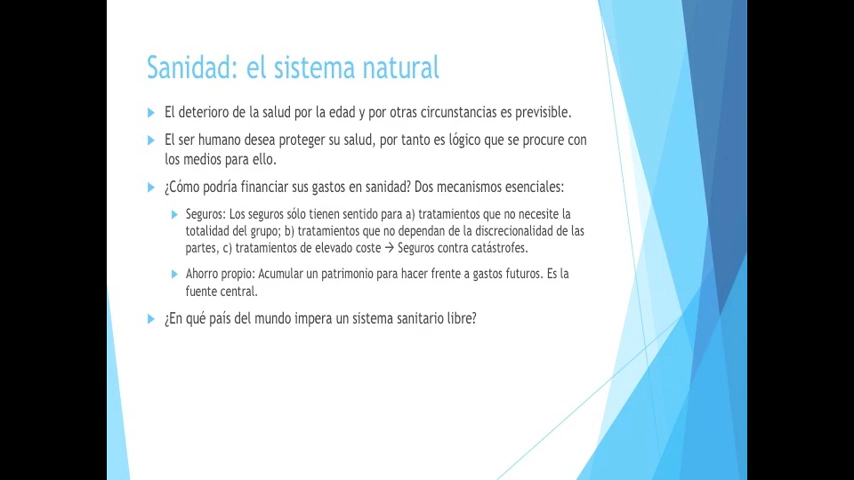 Sanidad: el sistema natural
El deterioro de la salud por la edad y por otras circunstancias es previsible.
El ser humano desea proteger su salud, por tanto es lógico que se procure con
los medios para ello.
¿Cómo podría financiar sus gastos en sanidad? Dos mecanismos esenciales:
Seguros: Los seguros sólo tienen sentido para a) tratamientos que no necesite la
totalidad del grupo; b) tratamientos que no dependan de la discrecionalidad de las
partes, c) tratamientos de elevado coste → Seguros contra catástrofes.
Ahorro propio: Acumular un patrimonio para hacer frente a gastos futuros. Es la
fuente central.
¿En qué país del mundo impera un sistema sanitario libre?